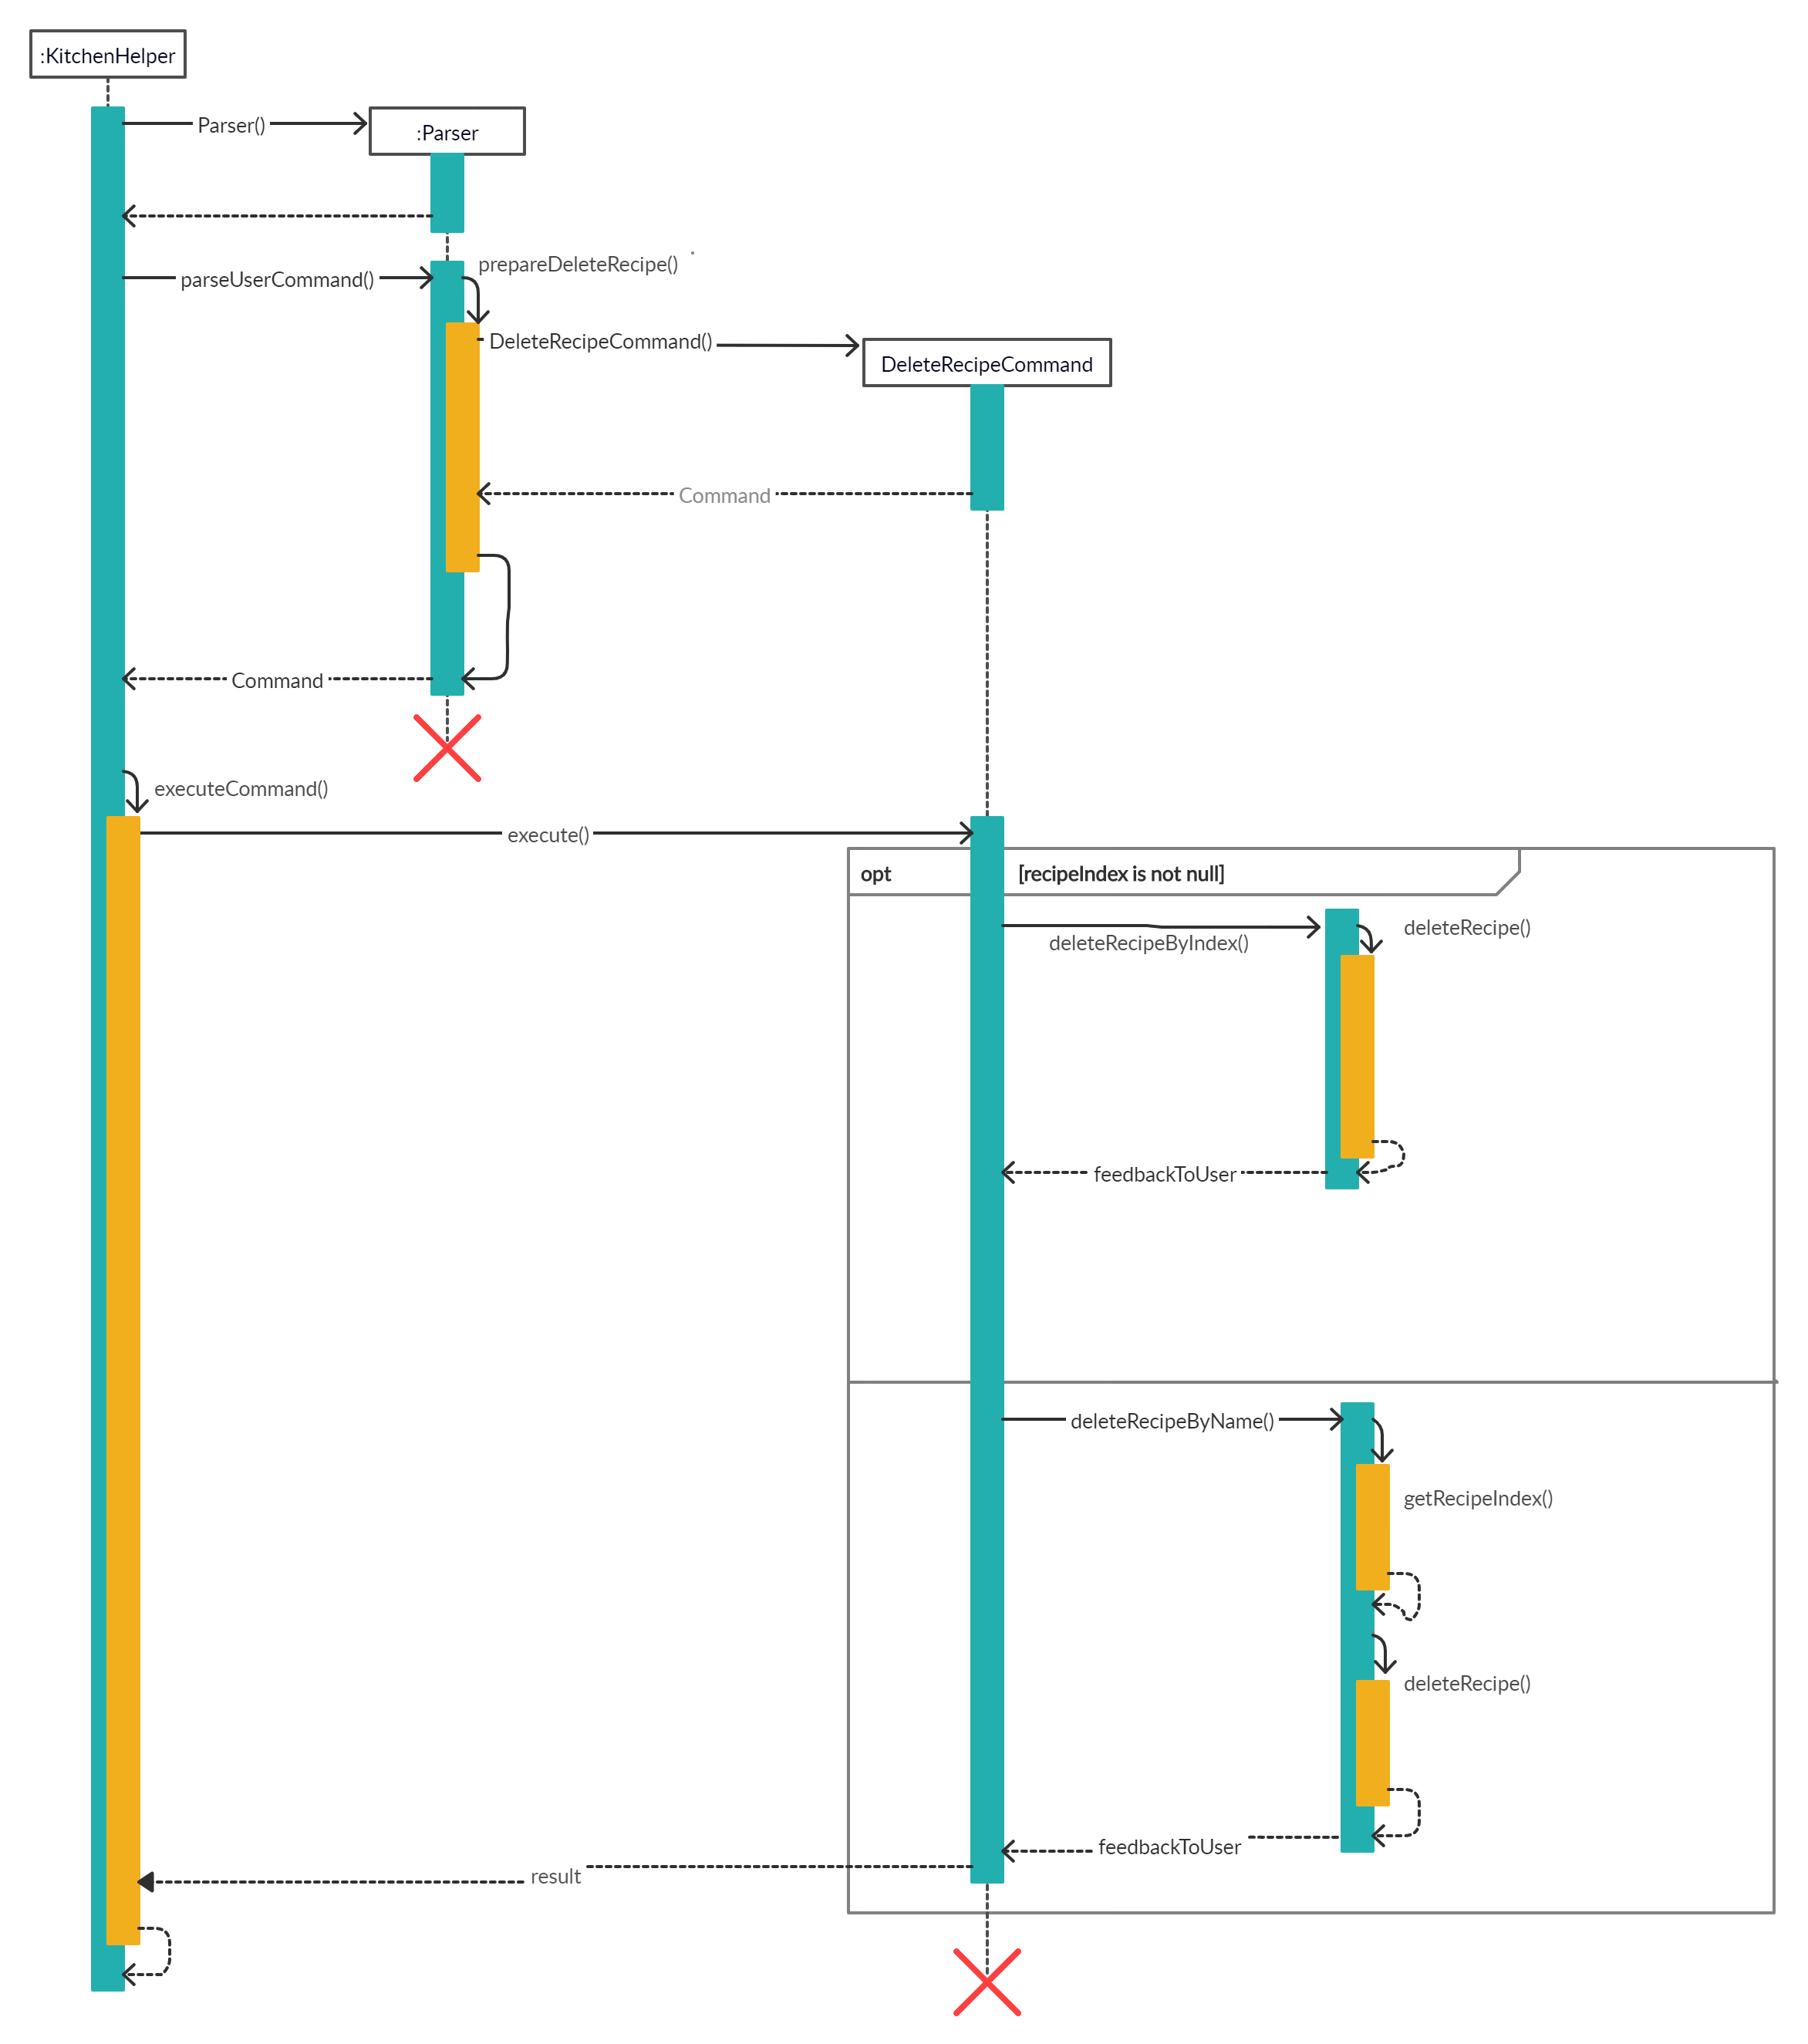 :KitchenHelper
Parser()
:Parser
prepareDeleteRecipe()
parseUserCommand()
DeleteRecipeCommand()
DeleteRecipeCommand
Command
Command
executeCommand()
execute()
opt
[recipeIndex is not null]
deleteRecipe()
deleteRecipeByIndex()
feedbackToUser
deleteRecipeByName()
getRecipeIndex()
deleteRecipe()
feedbackToUser
result